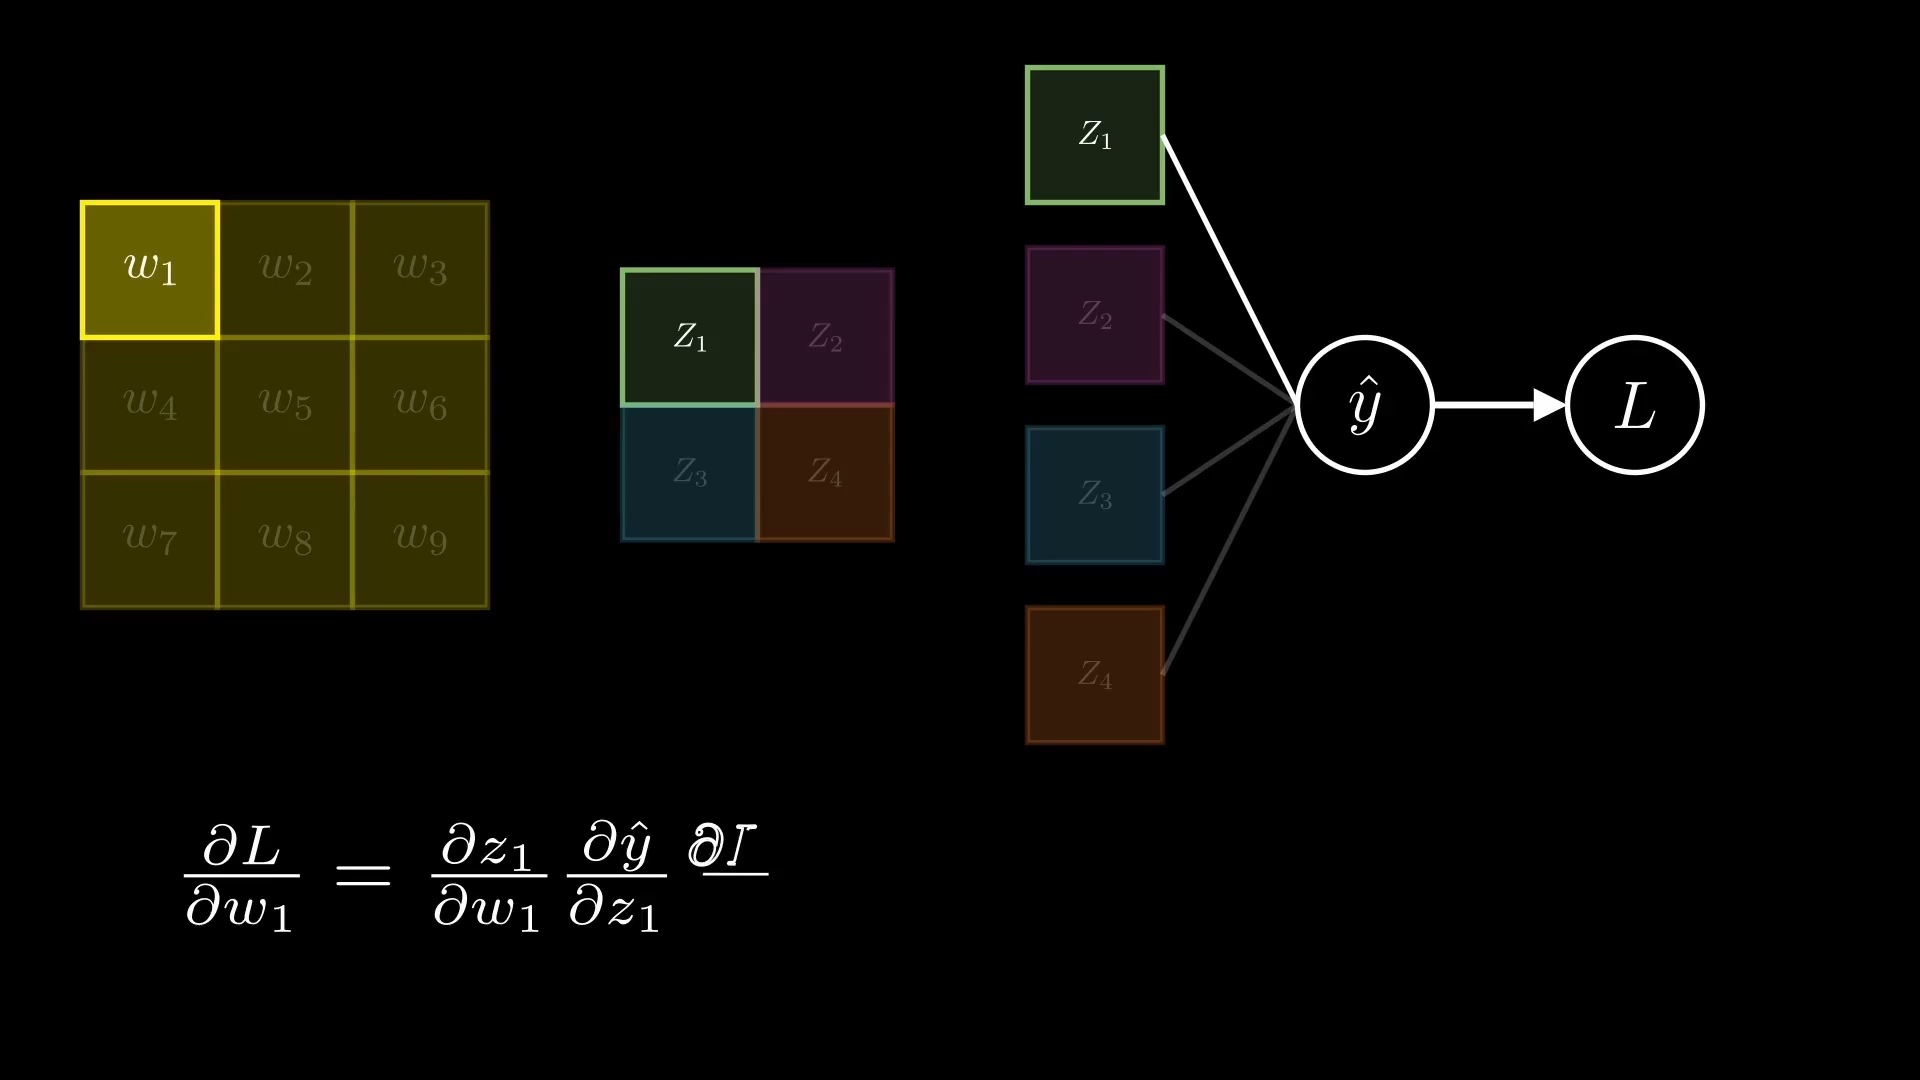 w₁ w₂ w₃
w₄ w₅ w₆
w₇ w₈ w₉
z₁ z₂
z₃ z₄
z₁
z₂
z₃
z₄
ŷ
L
∂L/∂w₁ = ∂z₁/∂w₁ ∂ŷ/∂z₁ ∂